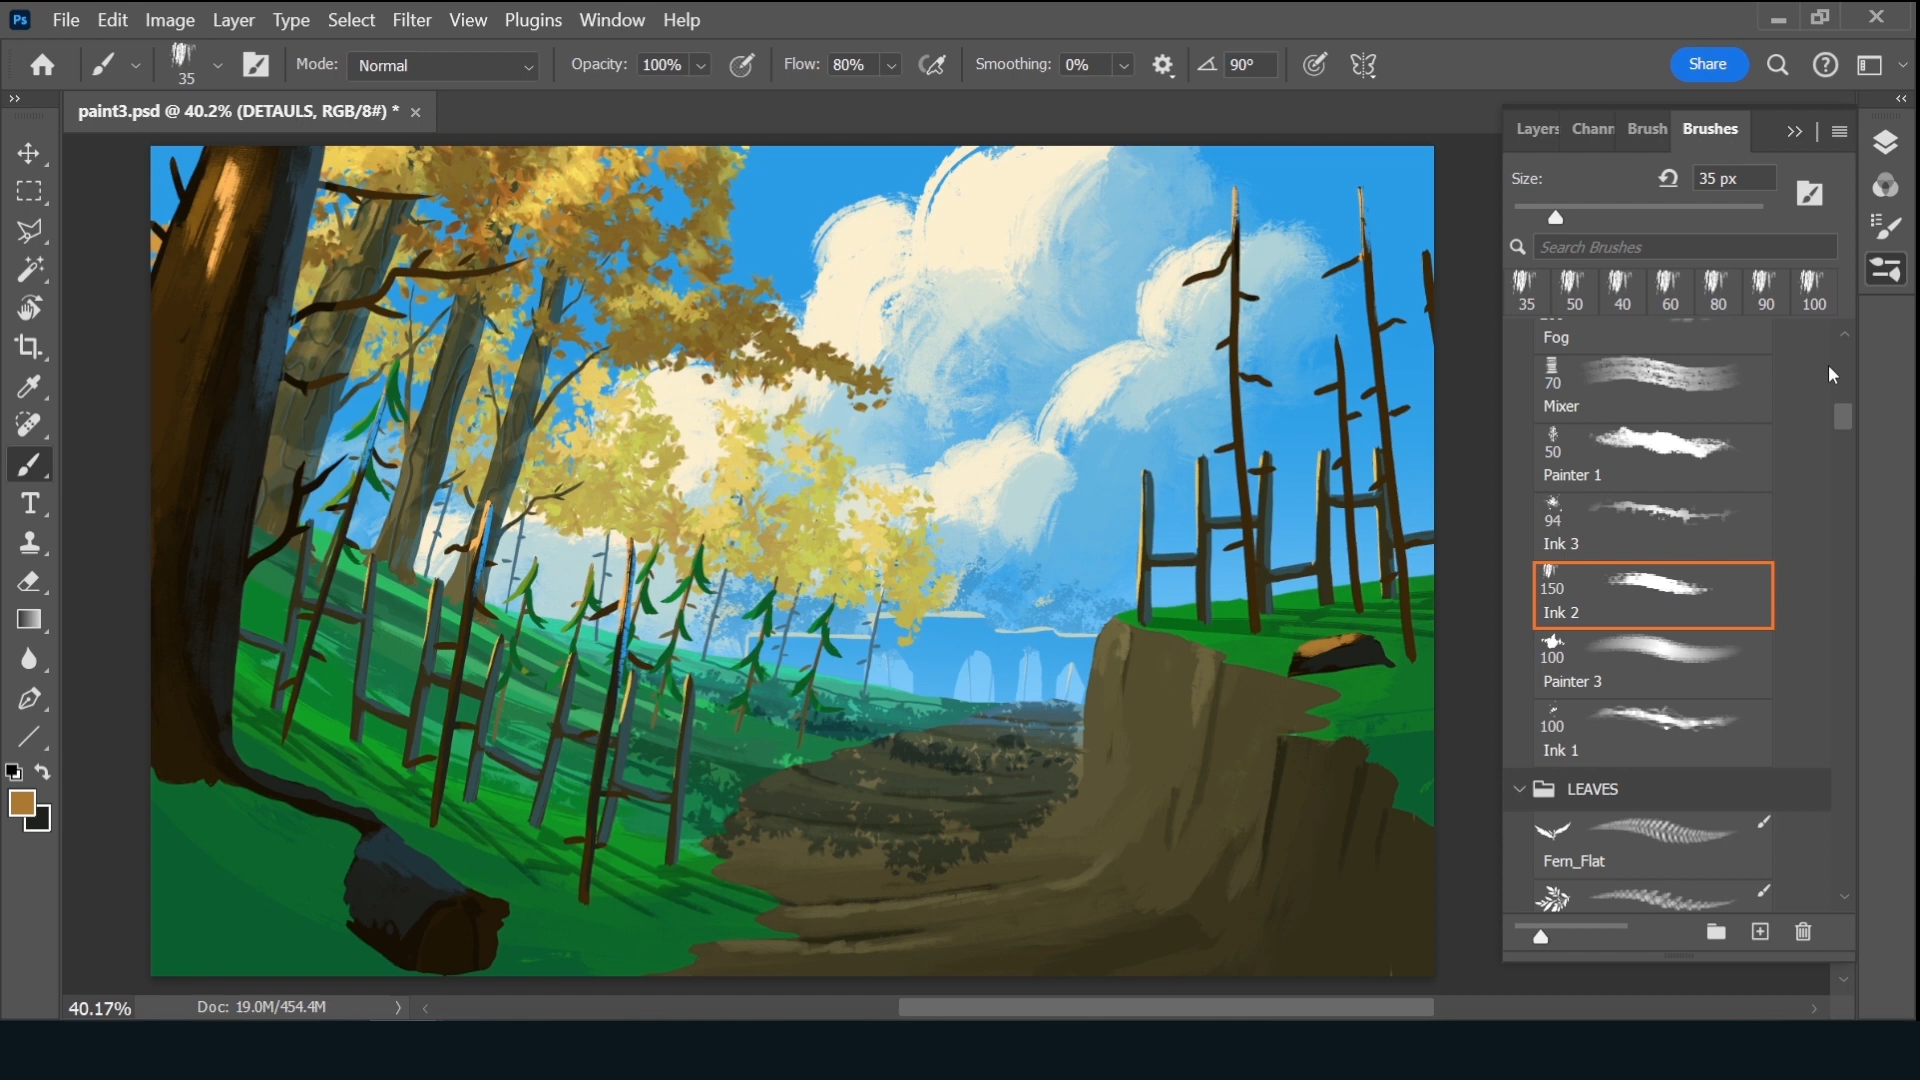 Ps File Edit Image Layer Type Select Filter View Plugins Window Help
35 Mode: Normal Opacity: 100% Flow: 80% Smoothing: 0% 90° Share
paint3.psd @ 40.2% (DETAULS, RGB/8#) * ×
Layers Chann Brush Brushes
Size: 35 px
Search Brushes
35 50 40 60 80 90 100
Fog
70
Mixer
50
Painter 1
94
Ink 3
150
Ink 2
100
Painter 3
100
Ink 1
LEAVES
Fern_Flat
40.17% Doc: 19.0M/454.4M